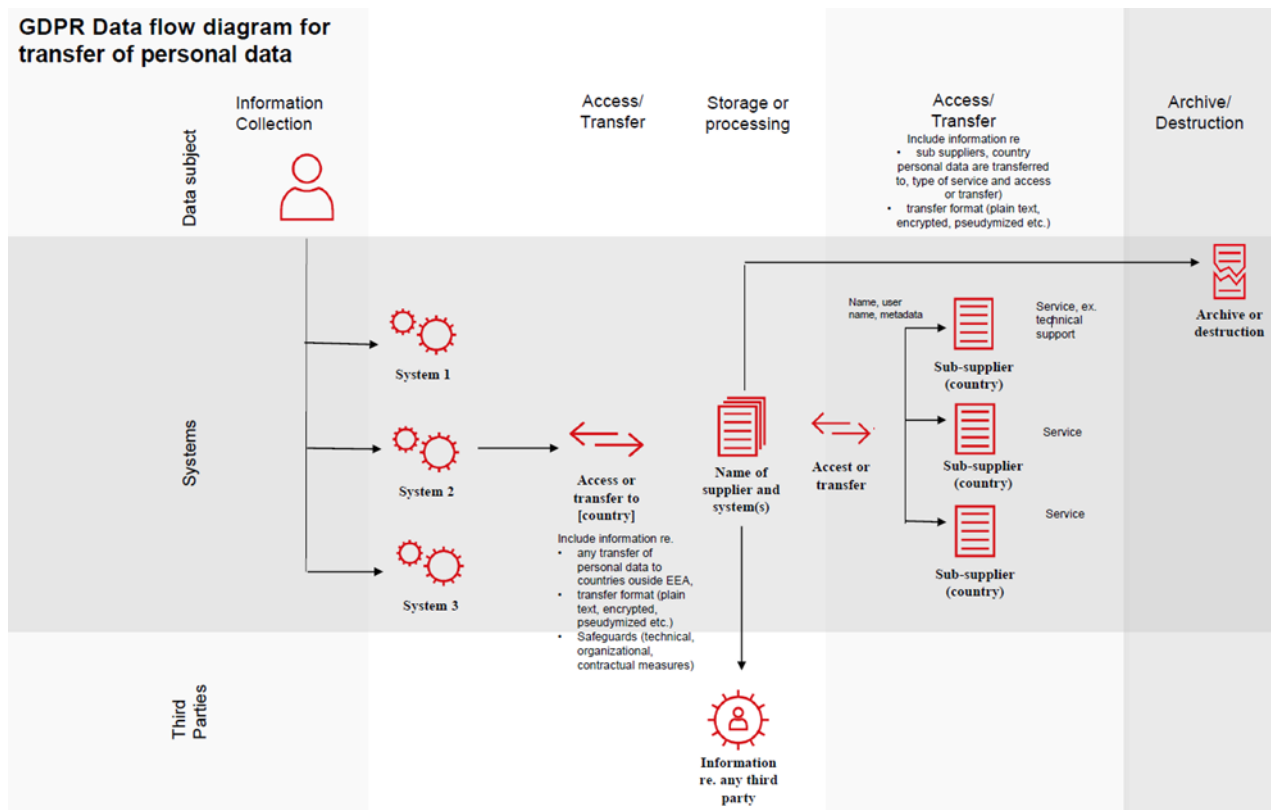 GDPR Data flow diagram for
transfer of personal data
Information
Collection
Access/
Transfer
Storage or
processing
Access/
Transfer
Include information re
• sub suppliers, country
personal data are transferred
to, type of service and access
or transfer)
• transfer format (plain text,
encrypted, pseudymized etc.)
Archive/
Destruction
Data subject
Systems
System 1
System 2
System 3
Access or
transfer to
[country]
Include information re.
• any transfer of
personal data to
countries ouside EEA,
• transfer format (plain
text, encrypted,
pseudymized etc.)
• Safeguards (technical,
organizational,
contractual measures)
Name of
supplier and
system(s)
Accest or
transfer
Name, user
name, metadata
Service, ex.
technical
support
Sub-supplier
(country)
Service
Sub-supplier
(country)
Service
Sub-supplier
(country)
Archive or
destruction
Third
Parties
Information
re. any third
party